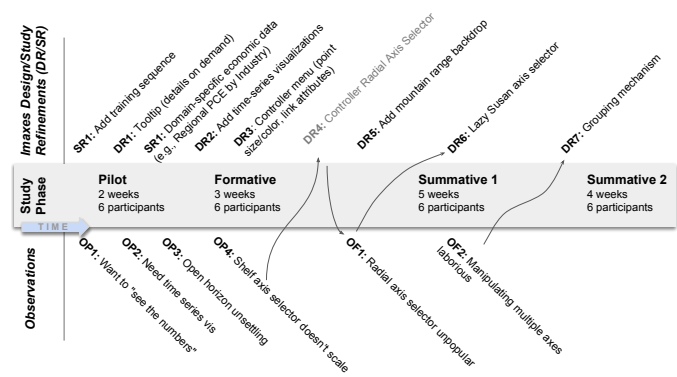 Imaxes Design/Study
Refinements (DR/SR)
SR1: Add training sequence
DR1: Tooltip (details on demand)
SR1: Domain-specific economic data
(e.g., Regional PCE by Industry)
DR2: Add time-series visualizations
DR3: Controller menu (point
size/color, link attributes)
DR4: Controller Radial Axis Selector
DR5: Add mountain range backdrop
DR6: Lazy Susan axis selector
DR7: Grouping mechanism
Study
Phase
Pilot
2 weeks
6 participants
Formative
3 weeks
6 participants
Summative 1
5 weeks
6 participants
Summative 2
4 weeks
6 participants
TIME
Observations
OP1: Want to "see the numbers"
OP2: Need time series vis
OP3: Open horizon unsettling
OP4: Shelf axis selector doesn't scale
OF1: Radial axis selector unpopular
OF2: Manipulating multiple axes
laborious